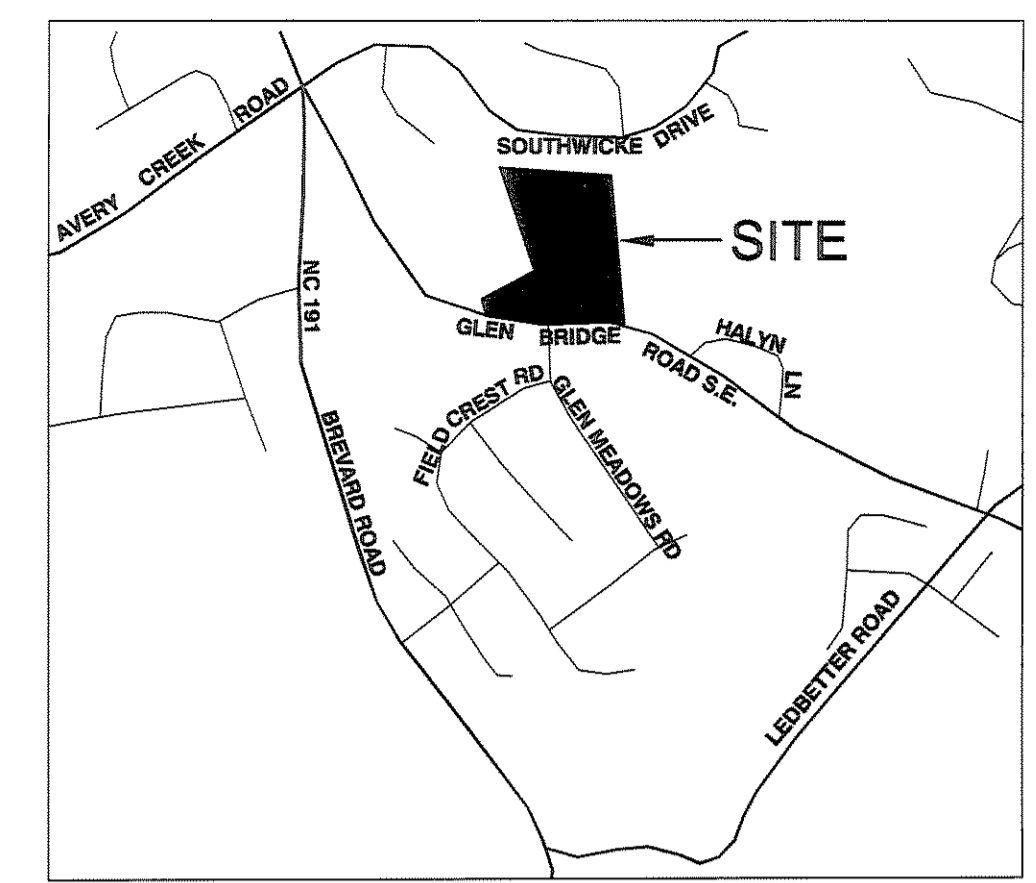 AVERY CREEK ROAD
SOUTHWICKE DRIVE
SITE
NC 191
GLEN BRIDGE ROAD S.E.
HALYN LN
FIELD CREST RD
GLEN MEADOWS RD
BREVARD ROAD
LEDBETTER ROAD